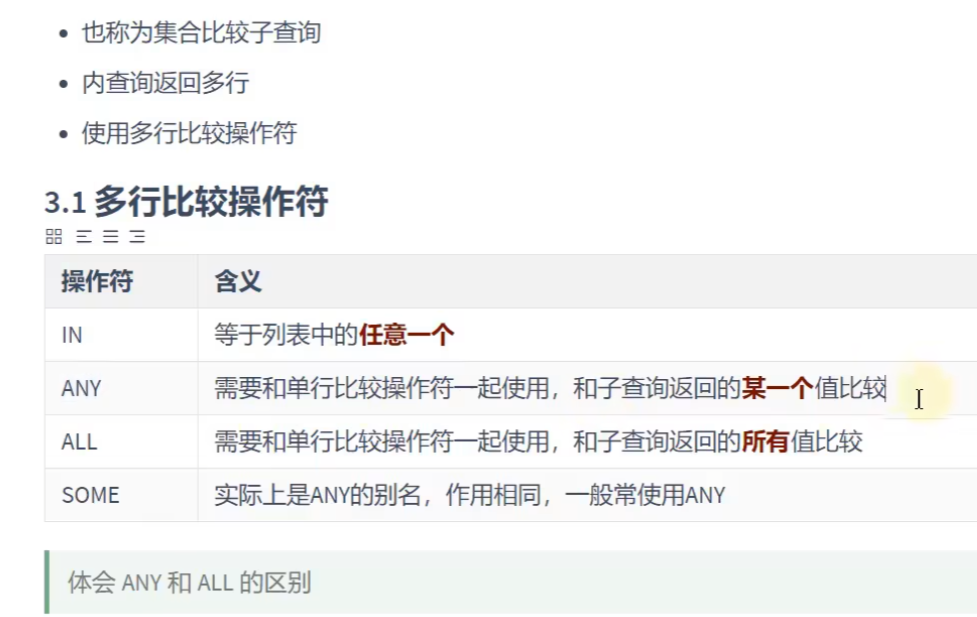 也称为集合比较子查询
内查询返回多行
使用多行比较操作符
3.1 多行比较操作符
操作符 含义
IN 等于列表中的任意一个
ANY 需要和单行比较操作符一起使用，和子查询返回的某一个值比较
ALL 需要和单行比较操作符一起使用，和子查询返回的所有值比较
SOME 实际上是ANY的别名，作用相同，一般常使用ANY
体会 ANY 和 ALL 的区别